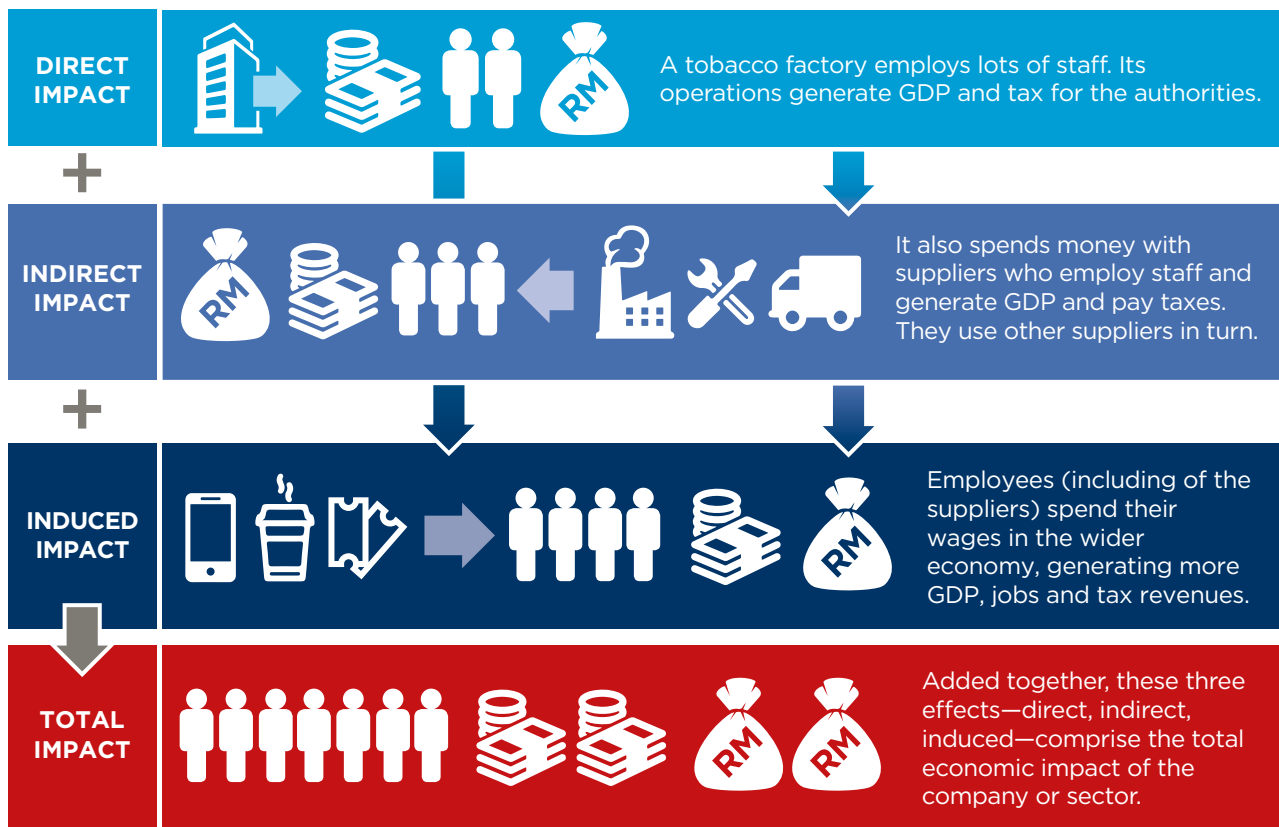 DIRECT
IMPACT
RM
A tobacco factory employs lots of staff. Its
operations generate GDP and tax for the authorities.
+
INDIRECT
IMPACT
RM
It also spends money with
suppliers who employ staff and
generate GDP and pay taxes.
They use other suppliers in turn.
+
INDUCED
IMPACT
RM
Employees (including of the
suppliers) spend their
wages in the wider
economy, generating more
GDP, jobs and tax revenues.
TOTAL
IMPACT
RM
RM
Added together, these three
effects—direct, indirect,
induced—comprise the total
economic impact of the
company or sector.